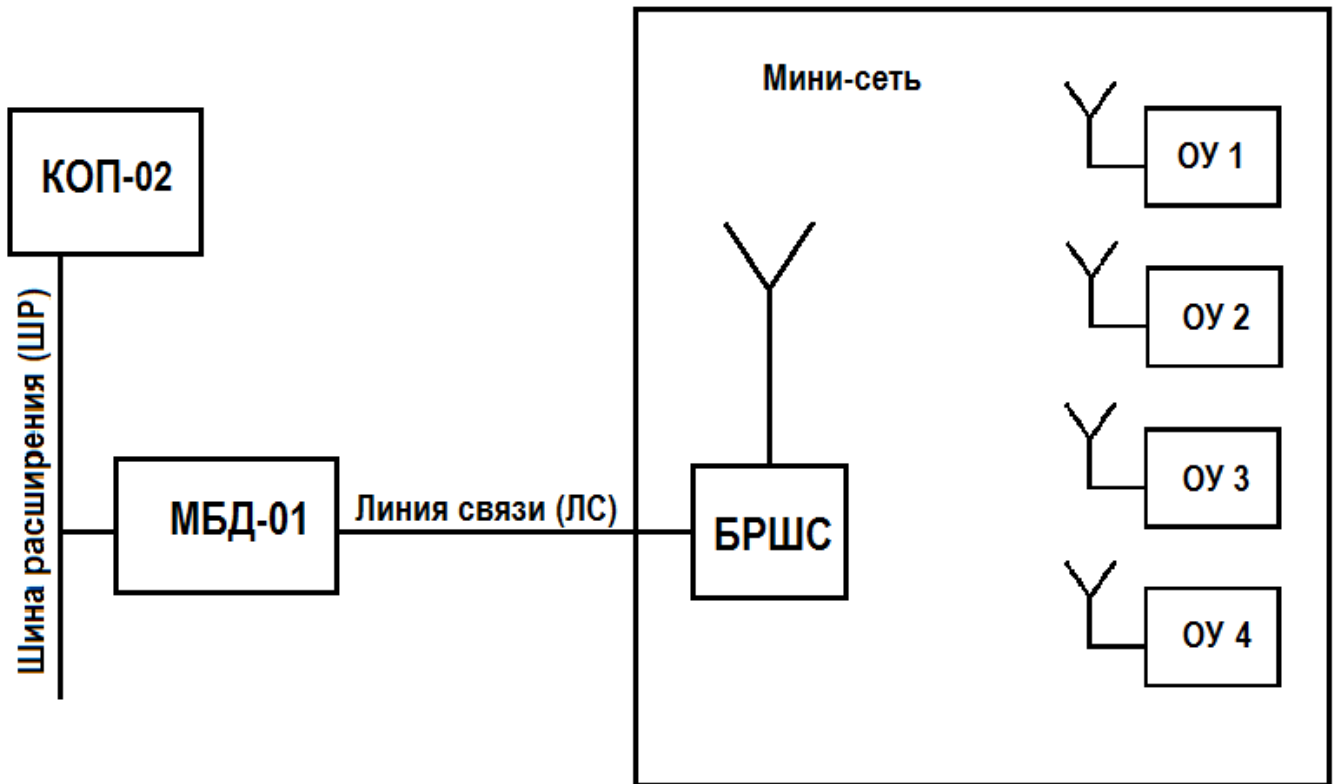 Мини-сеть
КОП-02
ОУ 1
ОУ 2
Шина расширения (ШР)
МБД-01
Линия связи (ЛС)
БРШС
ОУ 3
ОУ 4